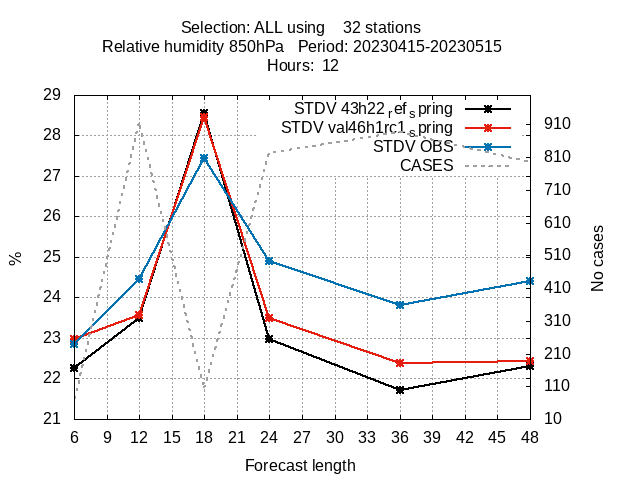 Selection: ALL using 32 stations
Relative humidity 850hPa Period: 20230415-20230515
Hours: 12
29
28
27
26
25
24
23
22
21
%
STDV 43h22_ref_spring
STDV val46h1rc1_spring
STDV OBS
CASES
910
810
710
610
510
410
310
210
110
10
No cases
6 9 12 15 18 21 24 27 30 33 36 39 42 45 48
Forecast length